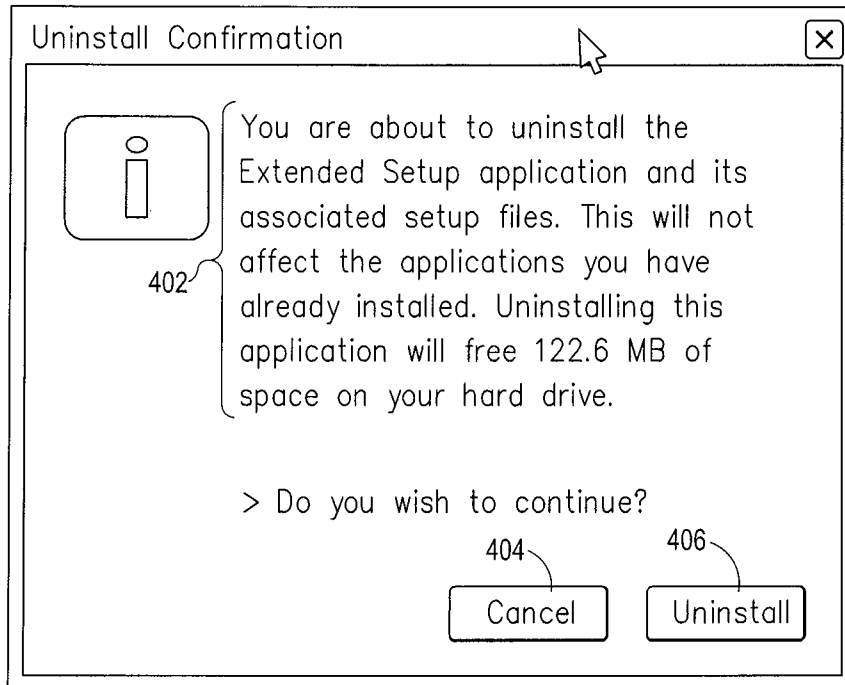 Uninstall Confirmation
You are about to uninstall the
Extended Setup application and its
associated setup files. This will not
affect the applications you have
already installed. Uninstalling this
application will free 122.6 MB of
space on your hard drive.
402
> Do you wish to continue?
404
406
Cancel
Uninstall